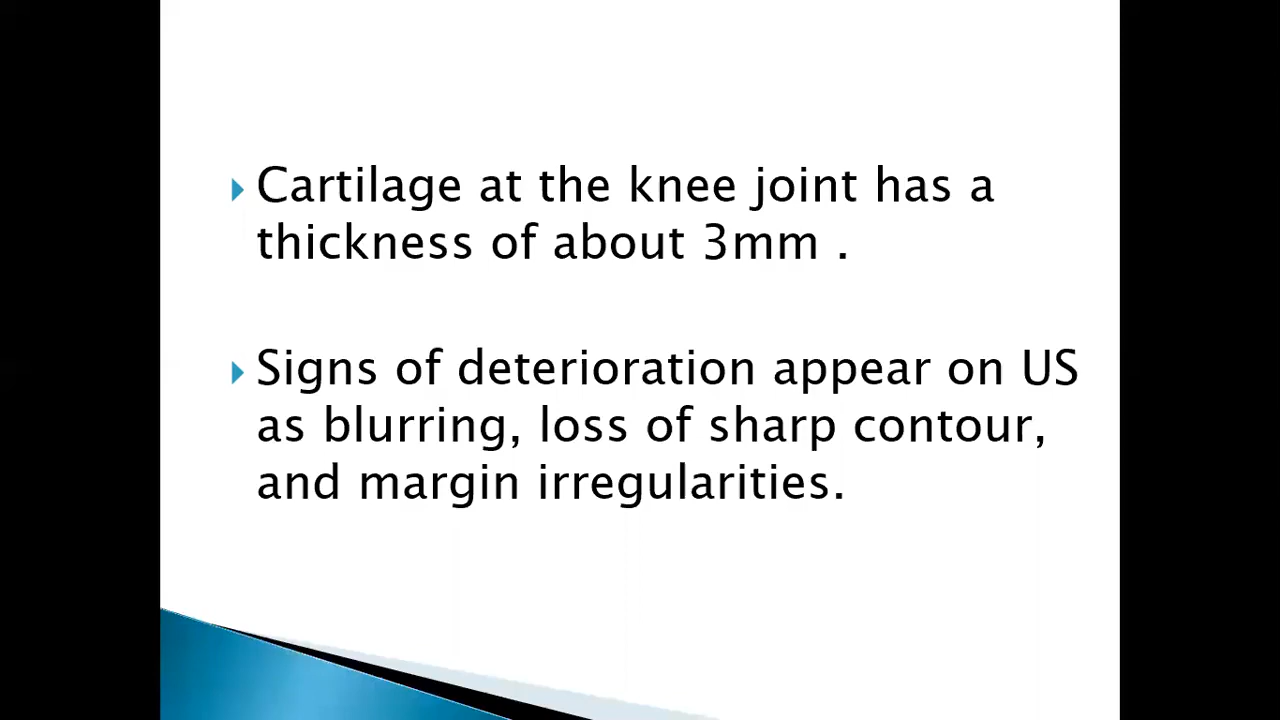 Cartilage at the knee joint has a
thickness of about 3mm .
Signs of deterioration appear on US
as blurring, loss of sharp contour,
and margin irregularities.